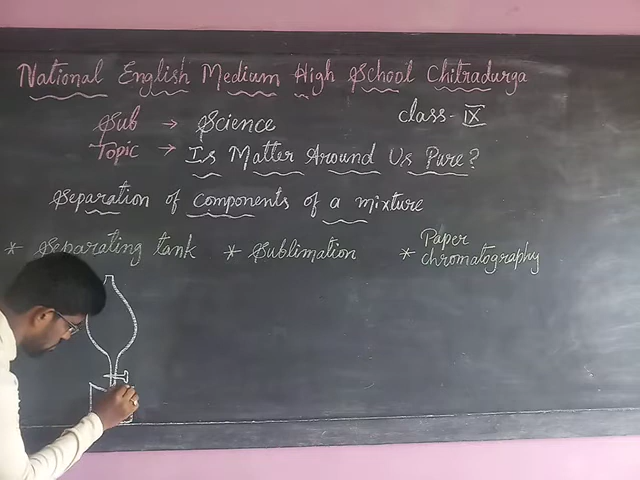 National English Medium High School Chitradurga
Sub → Science
class - IX
Topic → Is Matter Around Us Pure?
Separation of components of a mixture
* Separating tank * Sublimation * Paper chromatography